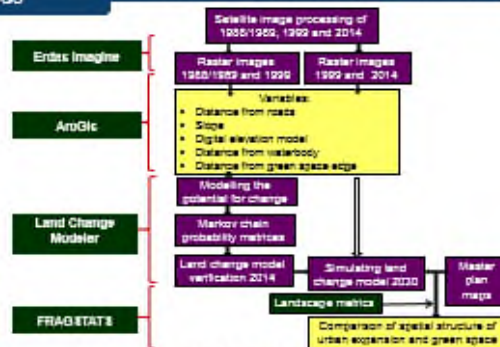 Satellite image processing of
1988/1989, 1999 and 2014
Erdas Imagine
Raster images
1988/1989 and 1999
Raster images
1999 and 2014
Variables
• Distance from roads
• Slope
• Digital elevation model
• Distance from waterbody
• Distance from green space edge
ArcGis
Modelling the
potential for change
Land Change
Modeler
Markov chain
probability metrices
Land change model
verification 2014
Simulating land
change model 2030
Master
plan
maps
Landscape metrics
FRAGSTATS
Comparison of spatial structure of
urban expansion and green space